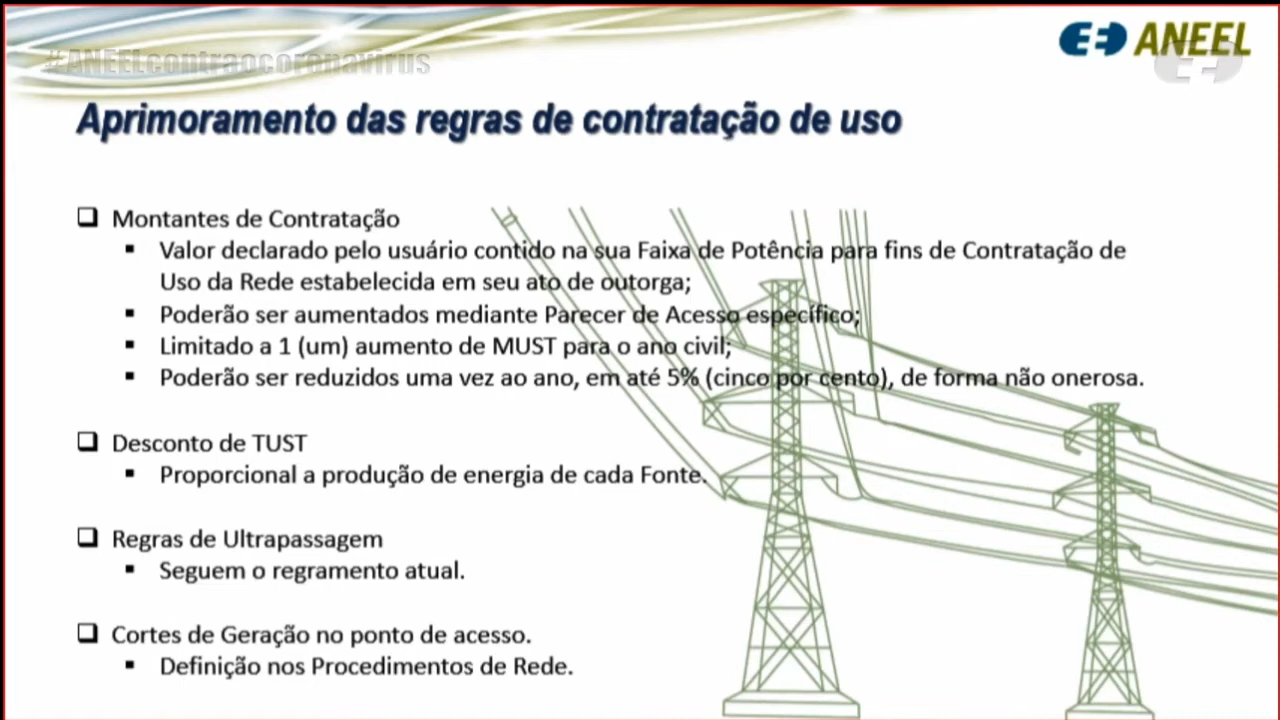 #ANEELcontraocoronavirus
ANEEL
Aprimoramento das regras de contratação de uso
❑ Montantes de Contratação
▪ Valor declarado pelo usuário contido na sua Faixa de Potência para fins de Contratação de
Uso da Rede estabelecida em seu ato de outorga;
▪ Poderão ser aumentados mediante Parecer de Acesso específico;
▪ Limitado a 1 (um) aumento de MUST para o ano civil;
▪ Poderão ser reduzidos uma vez ao ano, em até 5% (cinco por cento), de forma não onerosa.
❑ Desconto de TUST
▪ Proporcional a produção de energia de cada Fonte.
❑ Regras de Ultrapassagem
▪ Seguem o regramento atual.
❑ Cortes de Geração no ponto de acesso.
▪ Definição nos Procedimentos de Rede.